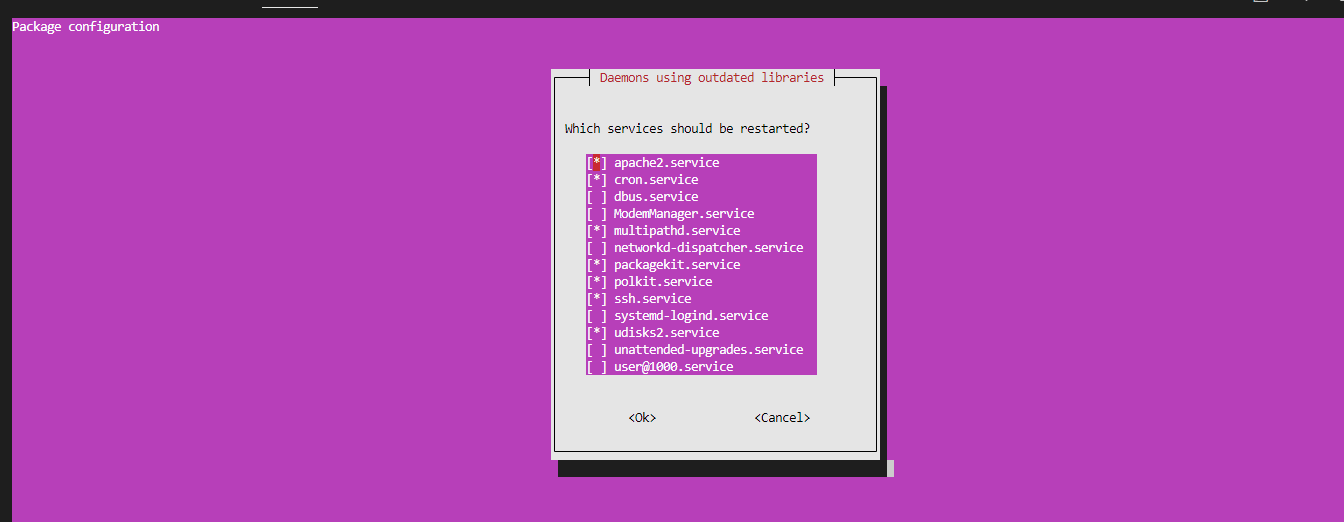 Package configuration
Daemons using outdated libraries
Which services should be restarted?
[*] apache2.service
[*] cron.service
[ ] dbus.service
[ ] ModemManager.service
[*] multipathd.service
[ ] networkd-dispatcher.service
[*] packagekit.service
[*] polkit.service
[*] ssh.service
[ ] systemd-logind.service
[*] udisks2.service
[ ] unattended-upgrades.service
[ ] user@1000.service
<Ok> <Cancel>